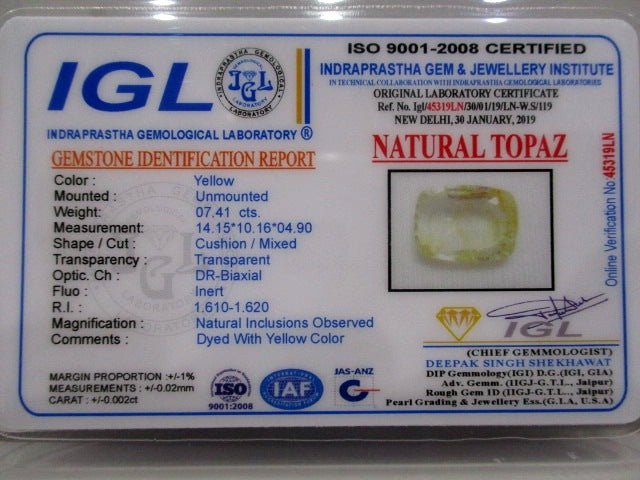 IGL
INDRAPRASTHA GEMOLOGICAL
IGL
LABORATORY
INDRAPRASTHA GEMOLOGICAL LABORATORY ®
GEMSTONE IDENTIFICATION REPORT
ISO 9001-2008 CERTIFIED
INDRAPRASTHA GEM & JEWELLERY INSTITUTE
IN TECHNICAL COLLABORATION WITH INDRAPRASTHA GEMOLOGICAL LABORATORIES
ORIGINAL LABORATORY CERTIFICATE
Ref. No. Igl/45319LN/30/01/19/LN-W.S/119
NEW DELHI, 30 JANUARY, 2019
NATURAL TOPAZ
Color : Yellow
Mounted : Unmounted
Weight: 07.41 cts.
Measurement: 14.15*10.16*04.90
Shape / Cut : Cushion / Mixed
Transparency : Transparent
Optic. Ch : DR-Biaxial
Fluo : Inert
R.I. : 1.610-1.620
Magnification : Natural Inclusions Observed
Comments : Dyed With Yellow Color
Online Verification No. 45319LN
MARGIN PROPORTION :+/-1%
MEASUREMENTS : +/-0.02mm
CARAT : +/-0.002ct
ISO
9001:2008
IAF
JAS-ANZ
IGL
(CHIEF GEMMOLOGIST)
DEEPAK SINGH SHEKHAWAT
DIP Gemmology(IGI) D.G.(IGI, GIA)
Adv. Gemm. (IIGJ-G.T.L., Jaipur)
Rough Gem ID (IIGJ-G.T.L., Jaipur)
Pearl Grading & Jewellery Ess.(G.I.A, U.S.A)